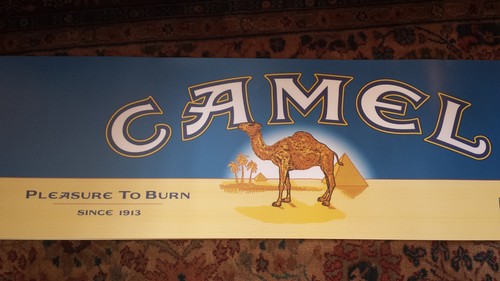 CAMEL
PLEASURE TO BURN
SINCE 1913